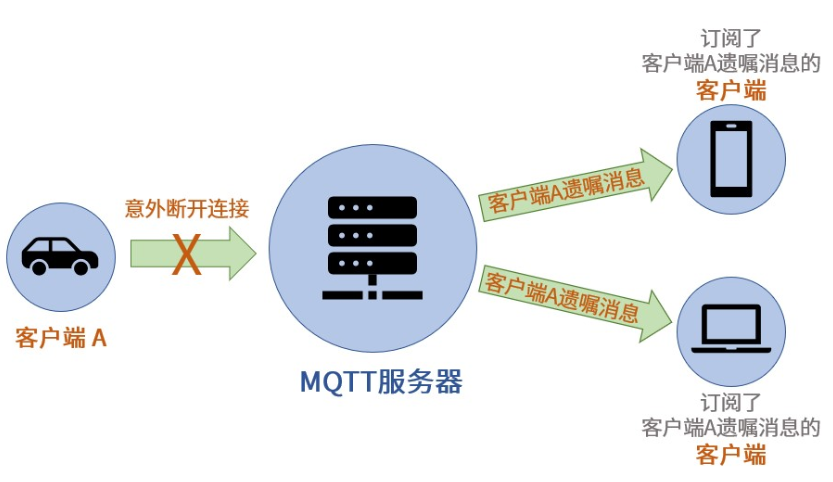 订阅了
客户端A遗嘱消息的
客户端
意外断开连接
X
客户端A遗嘱消息
客户端 A
客户端A遗嘱消息
MQTT服务器
订阅了
客户端A遗嘱消息的
客户端